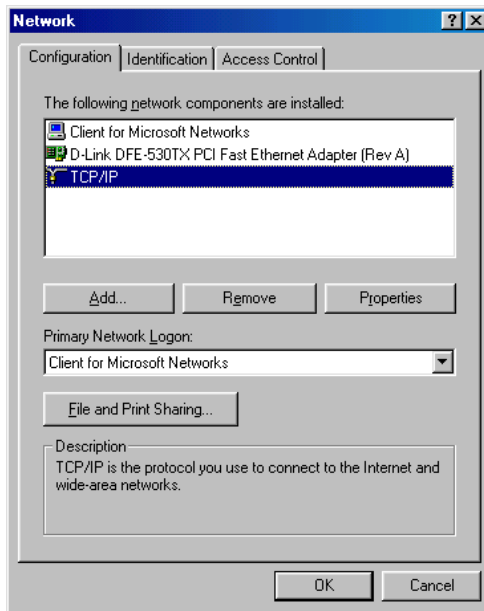 Network
Configuration Identification Access Control
The following network components are installed:
Client for Microsoft Networks
D-Link DFE-530TX PCI Fast Ethernet Adapter (Rev A)
TCP/IP
Add... Remove Properties
Primary Network Logon:
Client for Microsoft Networks
File and Print Sharing...
Description
TCP/IP is the protocol you use to connect to the Internet and
wide-area networks.
OK Cancel